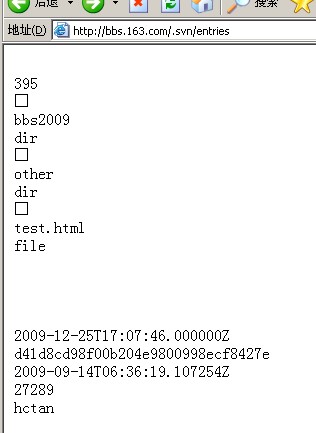 后退
搜索
地址(D) http://bbs.163.com/.svn/entries
395
bbs2009
dir
other
dir
test.html
file
2009-12-25T17:07:46.000000Z
d41d8cd98f00b204e9800998ecf8427e
2009-09-14T06:36:19.107254Z
27289
hctan